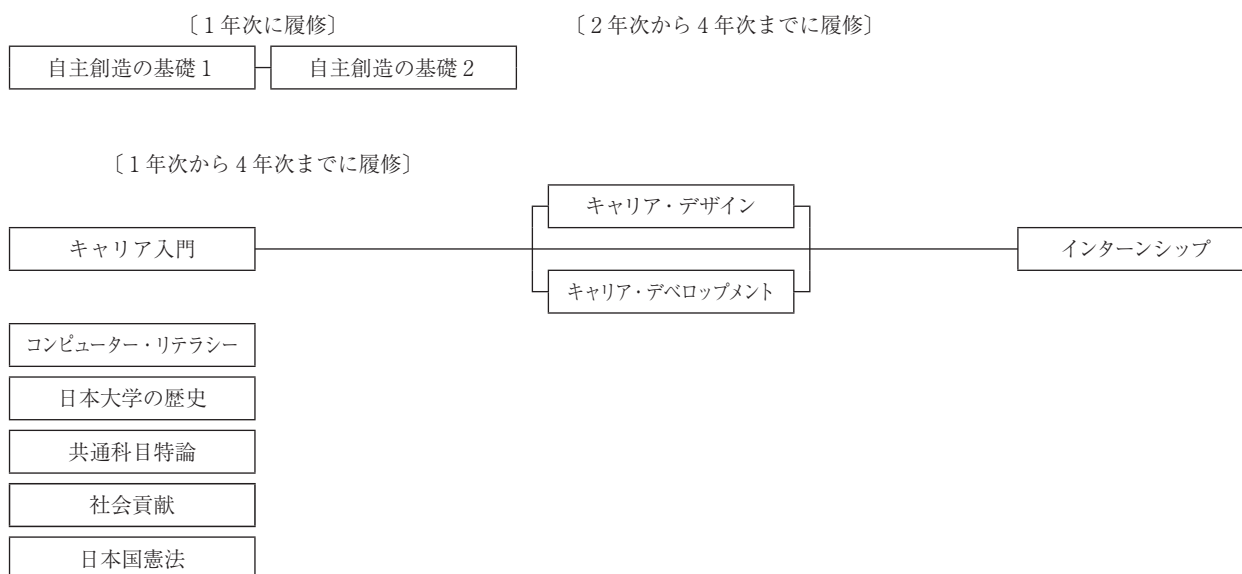 〔1年次に履修〕 〔2年次から4年次までに履修〕
自主創造の基礎1 自主創造の基礎2
〔1年次から4年次までに履修〕
キャリア・デザイン
キャリア入門 インターンシップ
キャリア・デベロップメント
コンピューター・リテラシー
日本大学の歴史
共通科目特論
社会貢献
日本国憲法